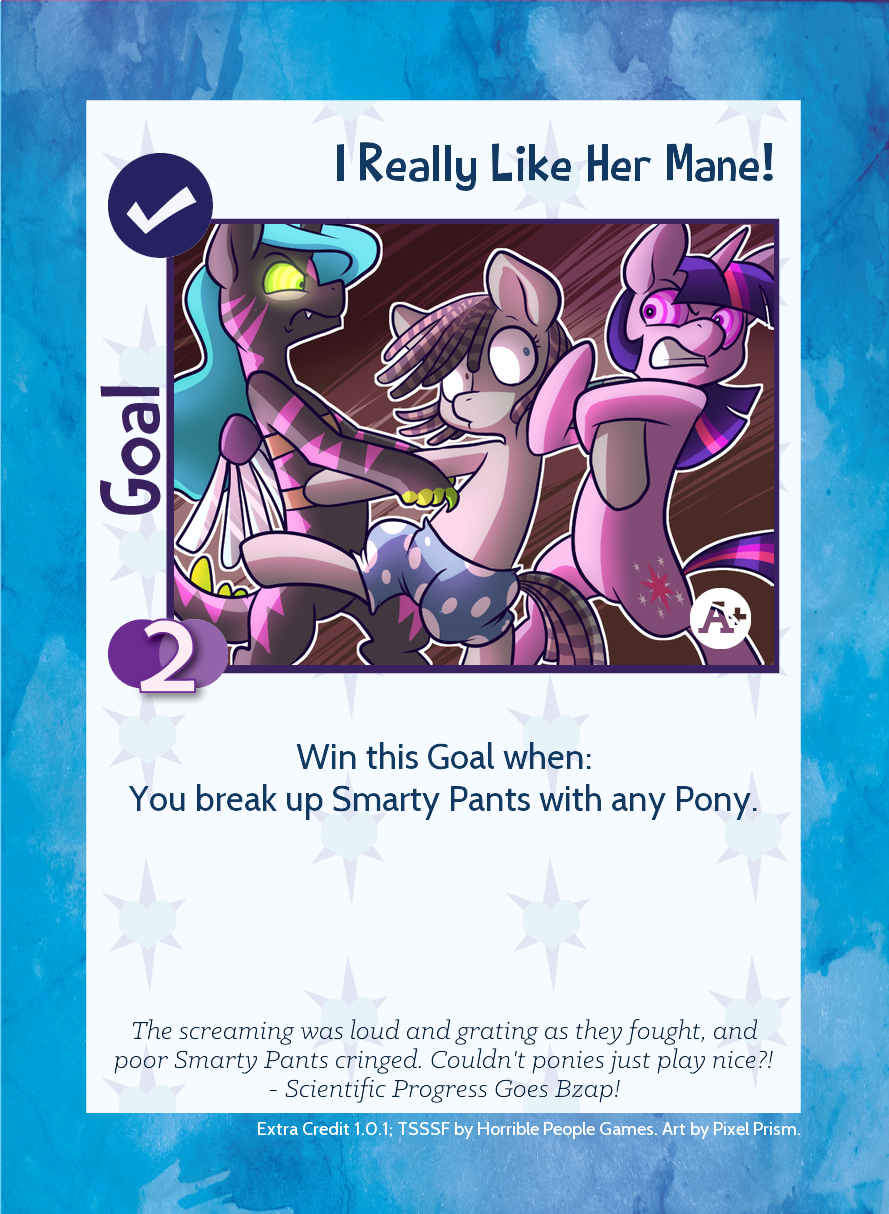 I Really Like Her Mane!
Goal
A+
2
Win this Goal when:
You break up Smarty Pants with any Pony.
The screaming was loud and grating as they fought, and
poor Smarty Pants cringed. Couldn't ponies just play nice?!
- Scientific Progress Goes Bzap!
Extra Credit 1.0.1; TSSSF by Horrible People Games. Art by Pixel Prism.